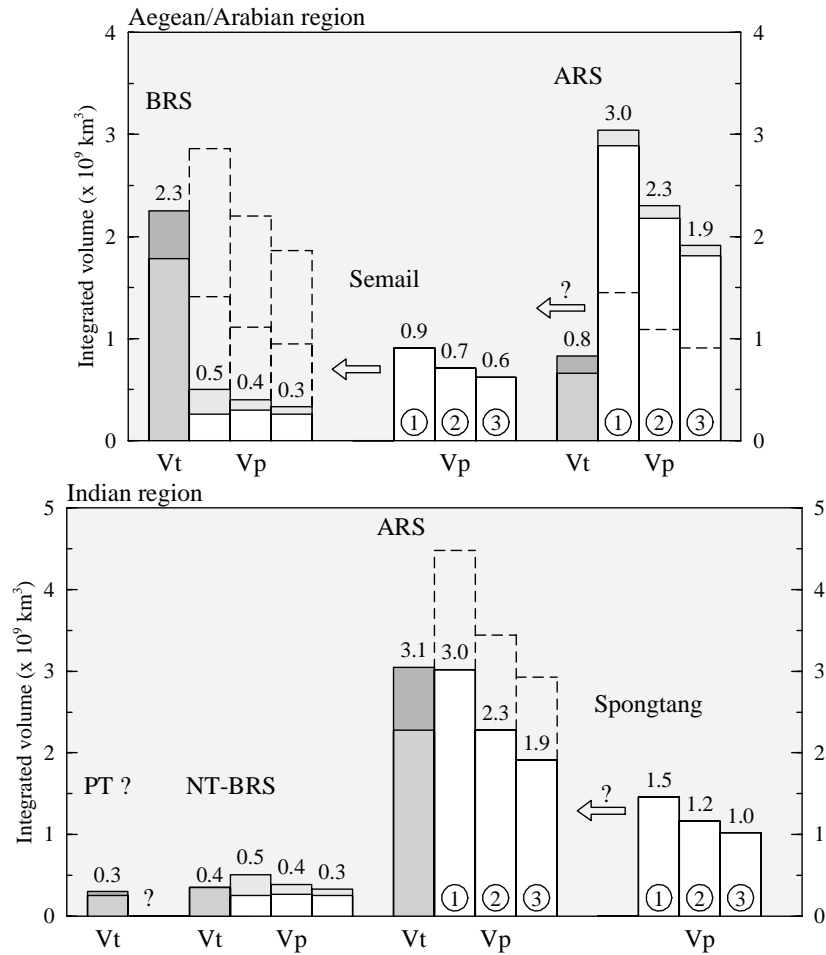 Aegean/Arabian region
4 4
BRS ARS
3.0
3 3
2.3 2.3
1.9
2 2
Semail
?
0.9 0.8
1 0.7 0.6 1
0.5 0.4 0.3
1 2 3 1 2 3
0 0
Vt Vp Vp Vt Vp
Integrated volume (x 10⁹ km³)
Indian region
5 5
ARS
4 4
3.1 3.0
3 3
2.3
Spongtang
1.9
2 2
PT ? NT-BRS
?
1.5
1.2
1.0
1 1
0.3 ? 0.4 0.5 0.4 0.3
1 2 3 1 2 3
0 0
Vt Vt Vp Vt Vp Vp
Integrated volume (x 10⁹ km³)